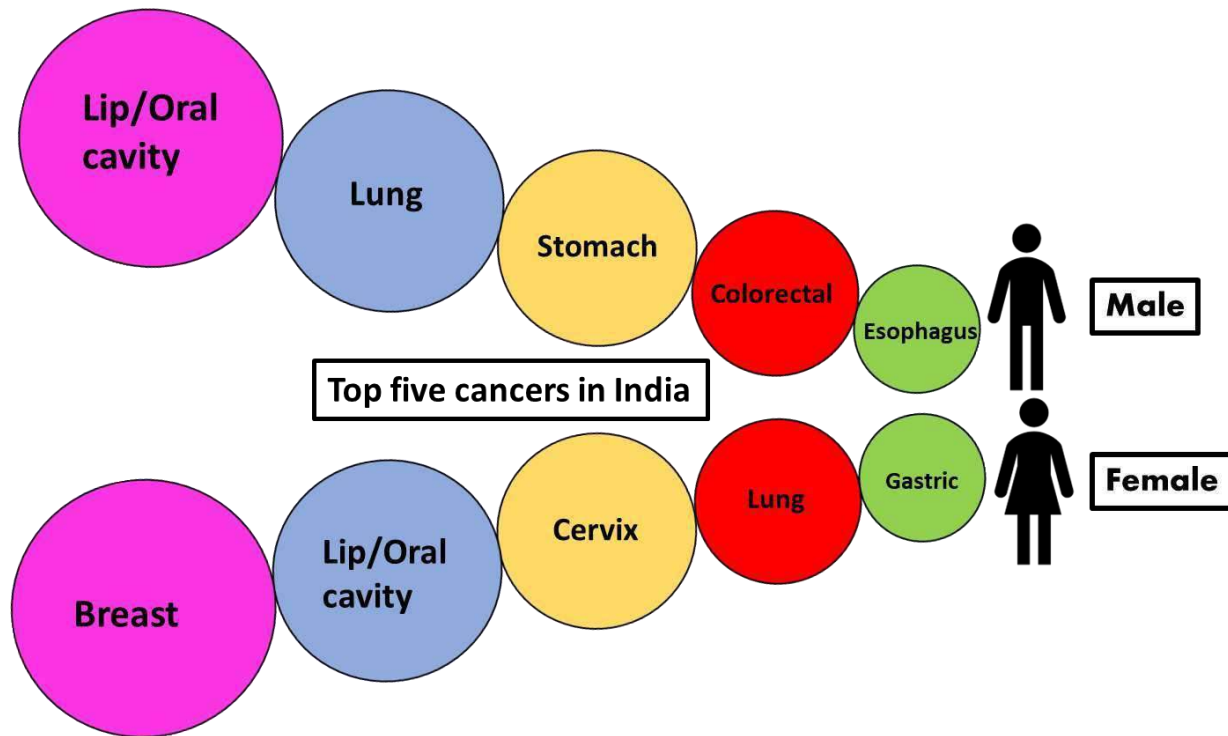 Lip/Oral
cavity
Lung
Stomach
Colorectal
Esophagus
Male
Top five cancers in India
Breast
Lip/Oral
cavity
Cervix
Lung
Gastric
Female